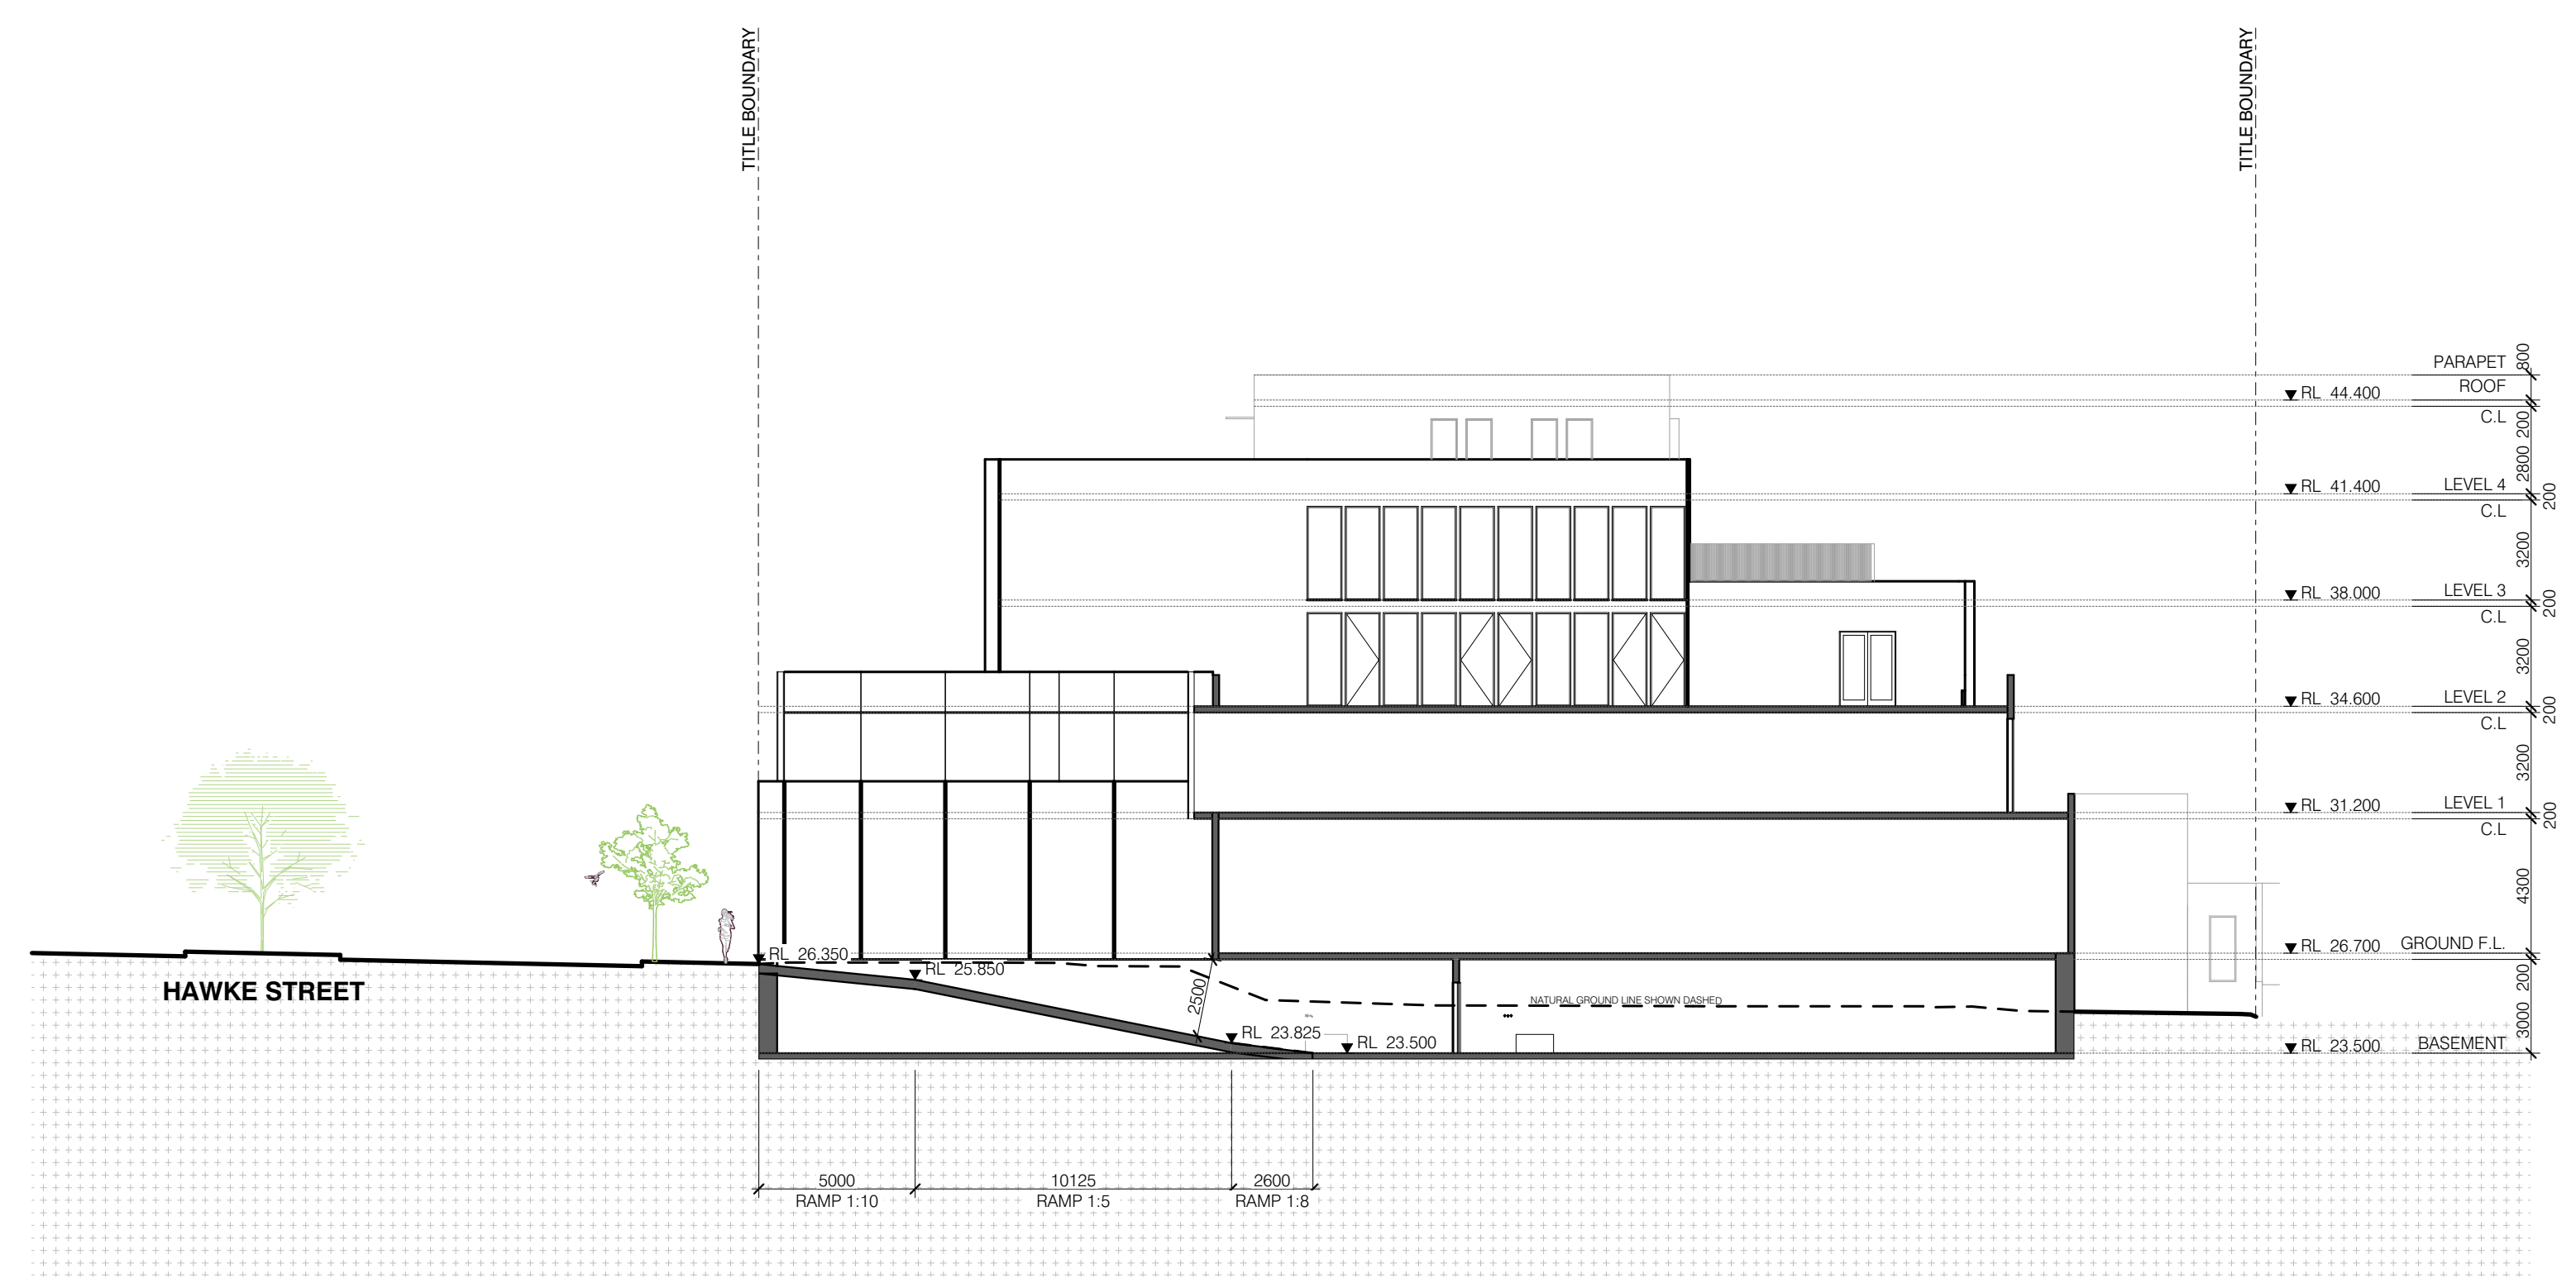 TITLE BOUNDARY
TITLE BOUNDARY
PARAPET
800
ROOF
RL 44.400
C.L
200
2800
LEVEL 4
RL 41.400
200
C.L
3200
LEVEL 3
RL 38.000
200
C.L
3200
LEVEL 2
RL 34.600
200
C.L
3200
LEVEL 1
RL 31.200
200
C.L
4300
GROUND F.L.
RL 26.700
200
3000
BASEMENT
RL 23.500
RL 26.350
RL 25.850
HAWKE STREET
2500
NATURAL GROUND LINE SHOWN DASHED
RL 23.825
RL 23.500
5000
10125
2600
RAMP 1:10
RAMP 1:5
RAMP 1:8